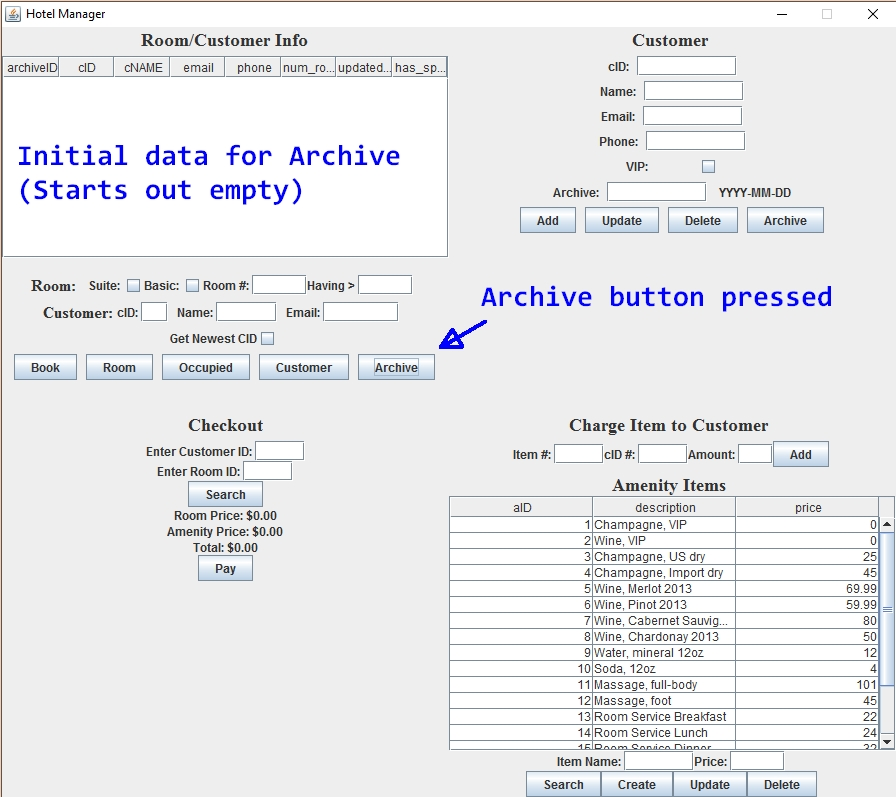 Hotel Manager
Room/Customer Info
archiveID cID cNAME email phone num_ro... updated... has_sp...
Initial data for Archive
(Starts out empty)
Room: Suite: Basic: Room #: Having >
Customer: cID: Name: Email:
Get Newest CID
Book Room Occupied Customer Archive
Customer
cID:
Name:
Email:
Phone:
VIP:
Archive: YYYY-MM-DD
Add Update Delete Archive
Archive button pressed
Checkout
Enter Customer ID:
Enter Room ID:
Search
Room Price: $0.00
Amenity Price: $0.00
Total: $0.00
Pay
Charge Item to Customer
Item #: cID #: Amount: Add
Amenity Items
aID description price
1 Champagne, VIP 0
2 Wine, VIP 0
3 Champagne, US dry 25
4 Champagne, Import dry 45
5 Wine, Merlot 2013 69.99
6 Wine, Pinot 2013 59.99
7 Wine, Cabernet Sauvig... 80
8 Wine, Chardonay 2013 50
9 Water, mineral 12oz 12
10 Soda, 12oz 4
11 Massage, full-body 101
12 Massage, foot 45
13 Room Service Breakfast 22
14 Room Service Lunch 24
15 Room Service Dinner 32
Item Name: Price:
Search Create Update Delete